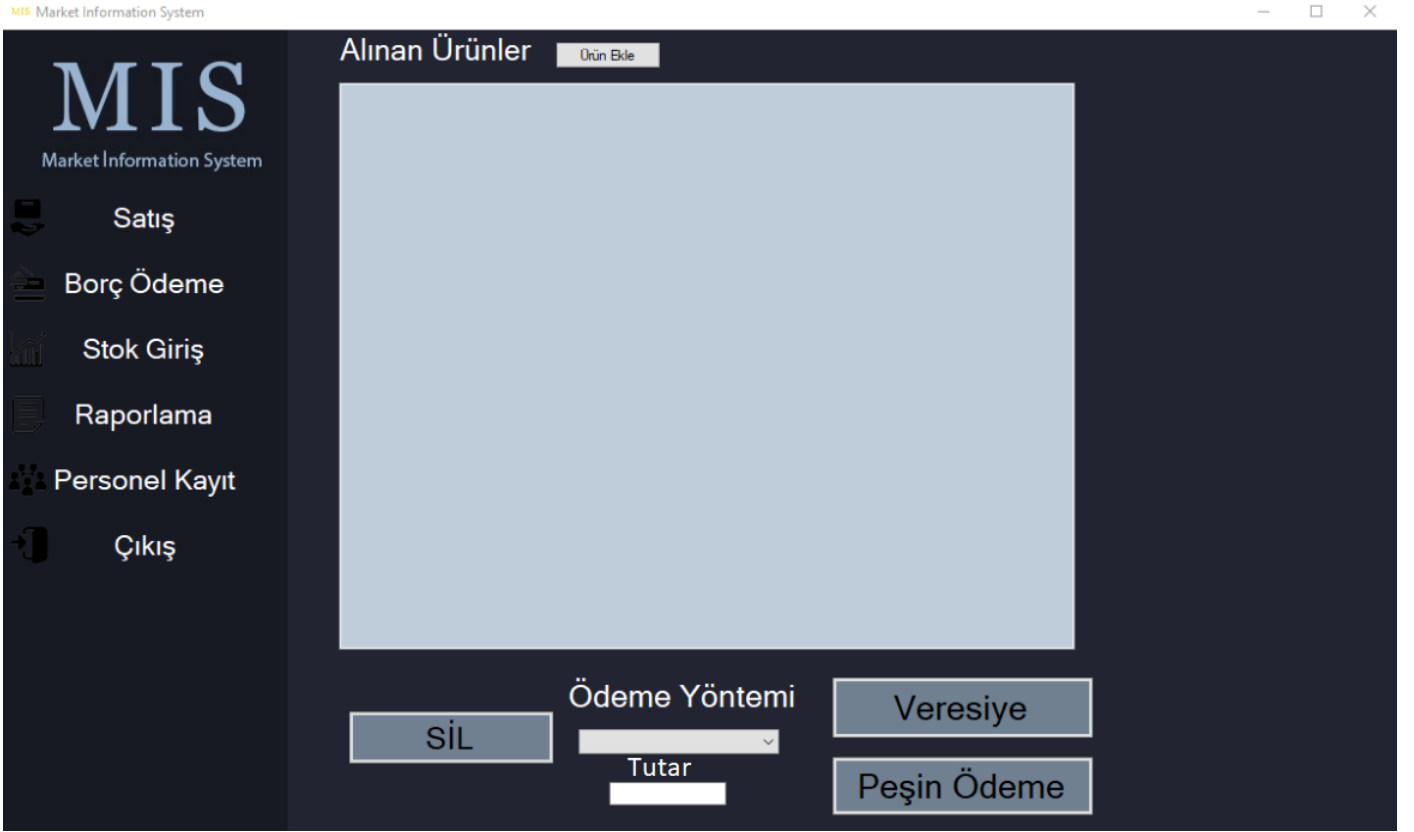 MIS Market Information System
MIS
Market Information System
Satış
Borç Ödeme
Stok Giriş
Raporlama
Personel Kayıt
Çıkış
Alınan Ürünler
Ürün Ekle
SİL
Ödeme Yöntemi
Tutar
Veresiye
Peşin Ödeme